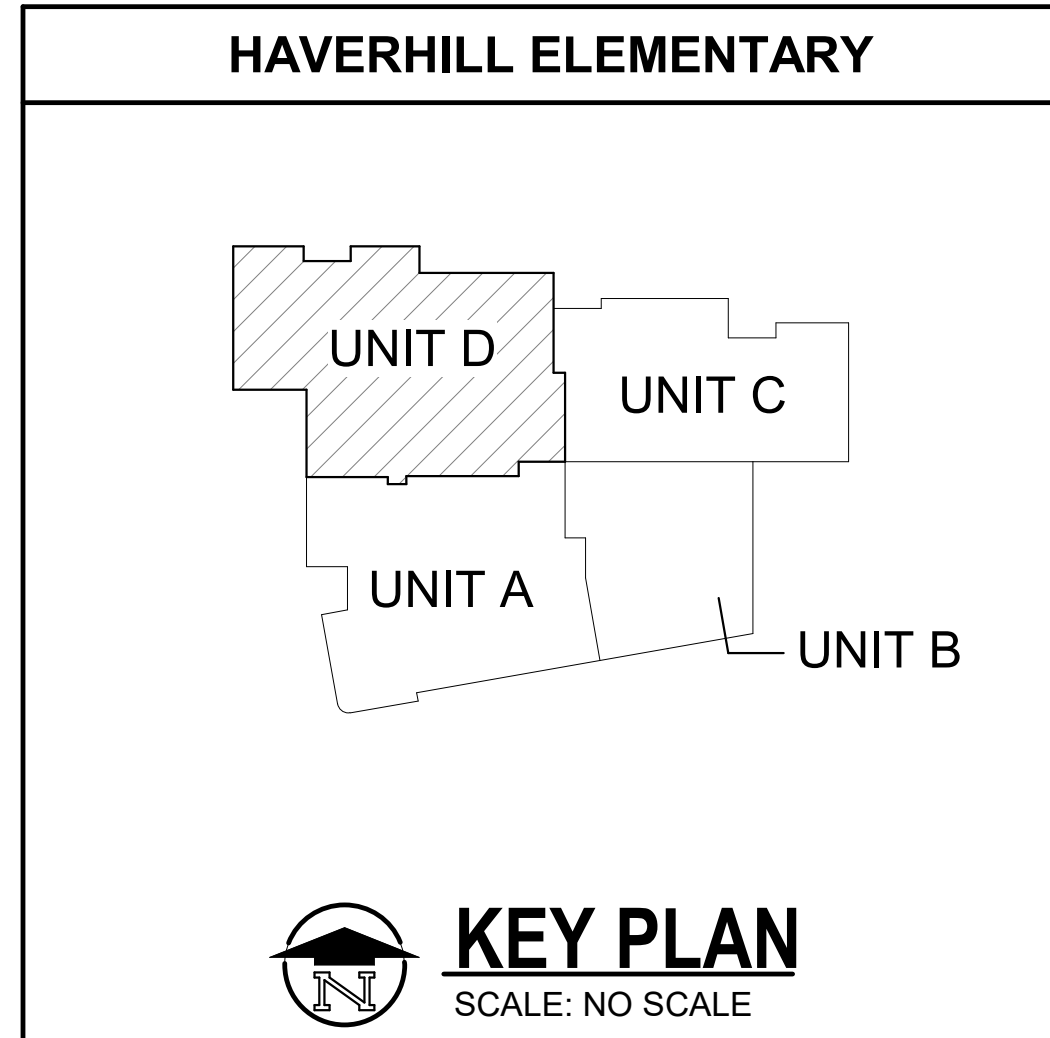 HAVERHILL ELEMENTARY
UNIT D
UNIT C
UNIT A
UNIT B
N
KEY PLAN
SCALE: NO SCALE